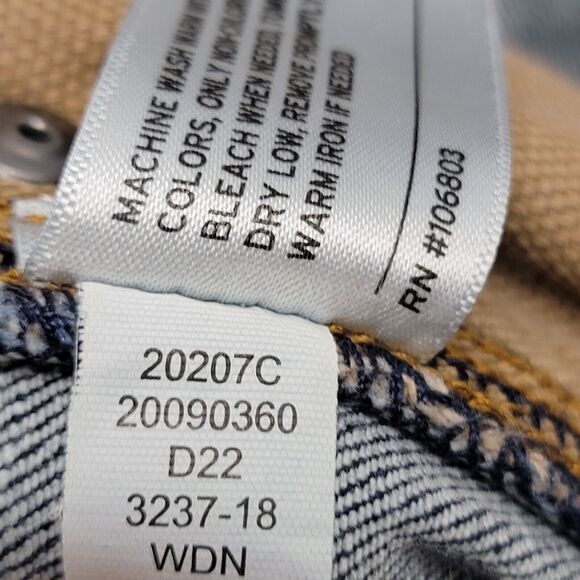 MACHINE WASH WARM
COLORS, ONLY NON-
BLEACH WHEN NEEDED,
DRY LOW, REMOVE PROMPTLY,
WARM IRON IF NEEDED
RN #106803
20207C
20090360
D22
3237-18
WDN